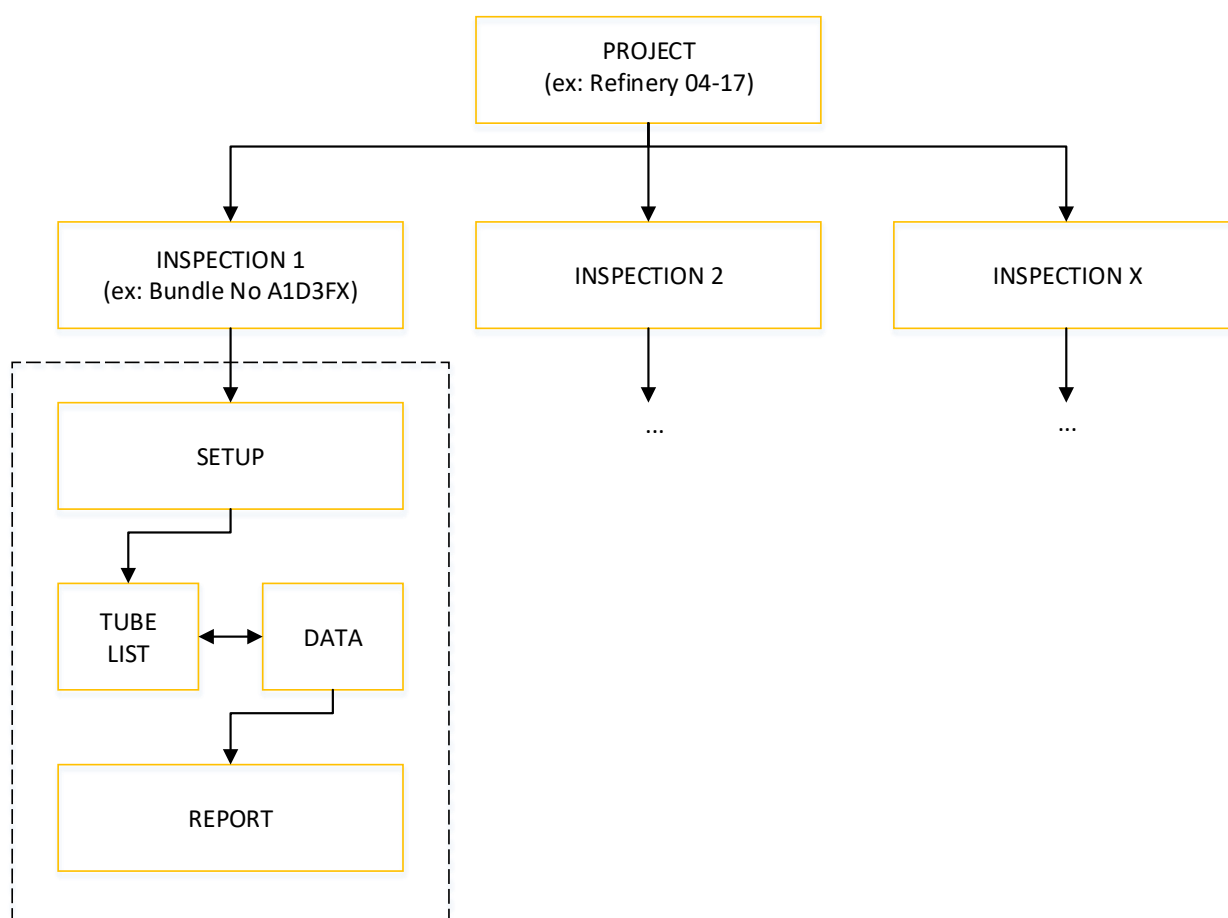 PROJECT
(ex: Refinery 04-17)
INSPECTION 1
(ex: Bundle No A1D3FX)
INSPECTION 2
INSPECTION X
SETUP
...
...
TUBE
LIST
DATA
REPORT